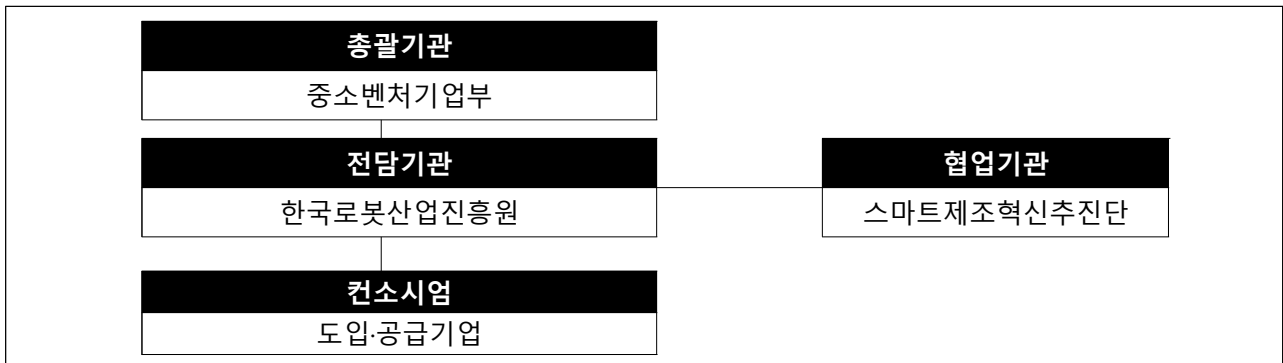 총괄기관
중소벤처기업부
전담기관
한국로봇산업진흥원
협업기관
스마트제조혁신추진단
컨소시엄
도입·공급기업